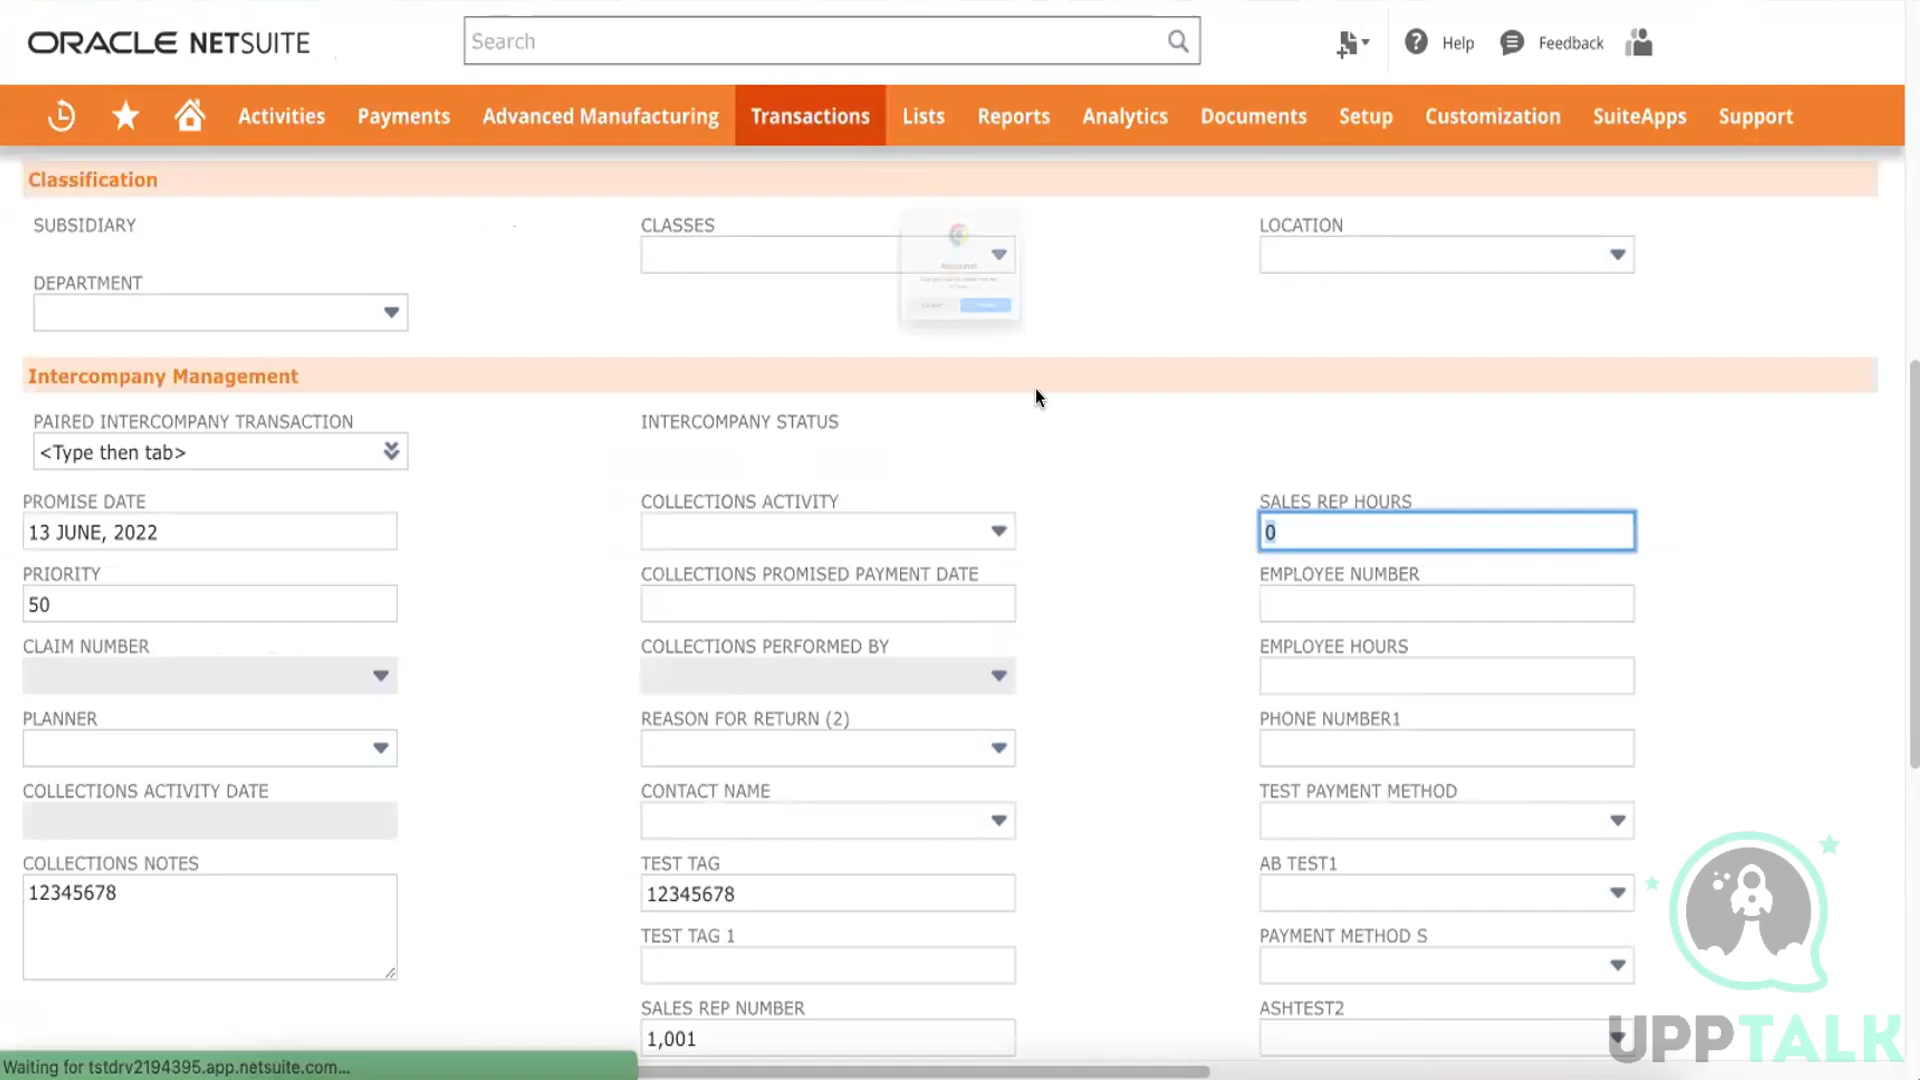 ORACLE NETSUITE
Search
Help
Feedback
Activities
Payments
Advanced Manufacturing
Transactions
Lists
Reports
Analytics
Documents
Setup
Customization
SuiteApps
Support
Classification
SUBSIDIARY
CLASSES
LOCATION
DEPARTMENT
Intercompany Management
PAIRED INTERCOMPANY TRANSACTION
INTERCOMPANY STATUS
<Type then tab>
PROMISE DATE
COLLECTIONS ACTIVITY
SALES REP HOURS
13 JUNE, 2022
0
PRIORITY
COLLECTIONS PROMISED PAYMENT DATE
EMPLOYEE NUMBER
50
CLAIM NUMBER
COLLECTIONS PERFORMED BY
EMPLOYEE HOURS
PLANNER
REASON FOR RETURN (2)
PHONE NUMBER1
COLLECTIONS ACTIVITY DATE
CONTACT NAME
TEST PAYMENT METHOD
COLLECTIONS NOTES
TEST TAG
AB TEST1
12345678
12345678
TEST TAG 1
PAYMENT METHOD S
SALES REP NUMBER
ASHTEST2
1,001
UPPTALK
Waiting for tstdrv2194395.app.netsuite.com...